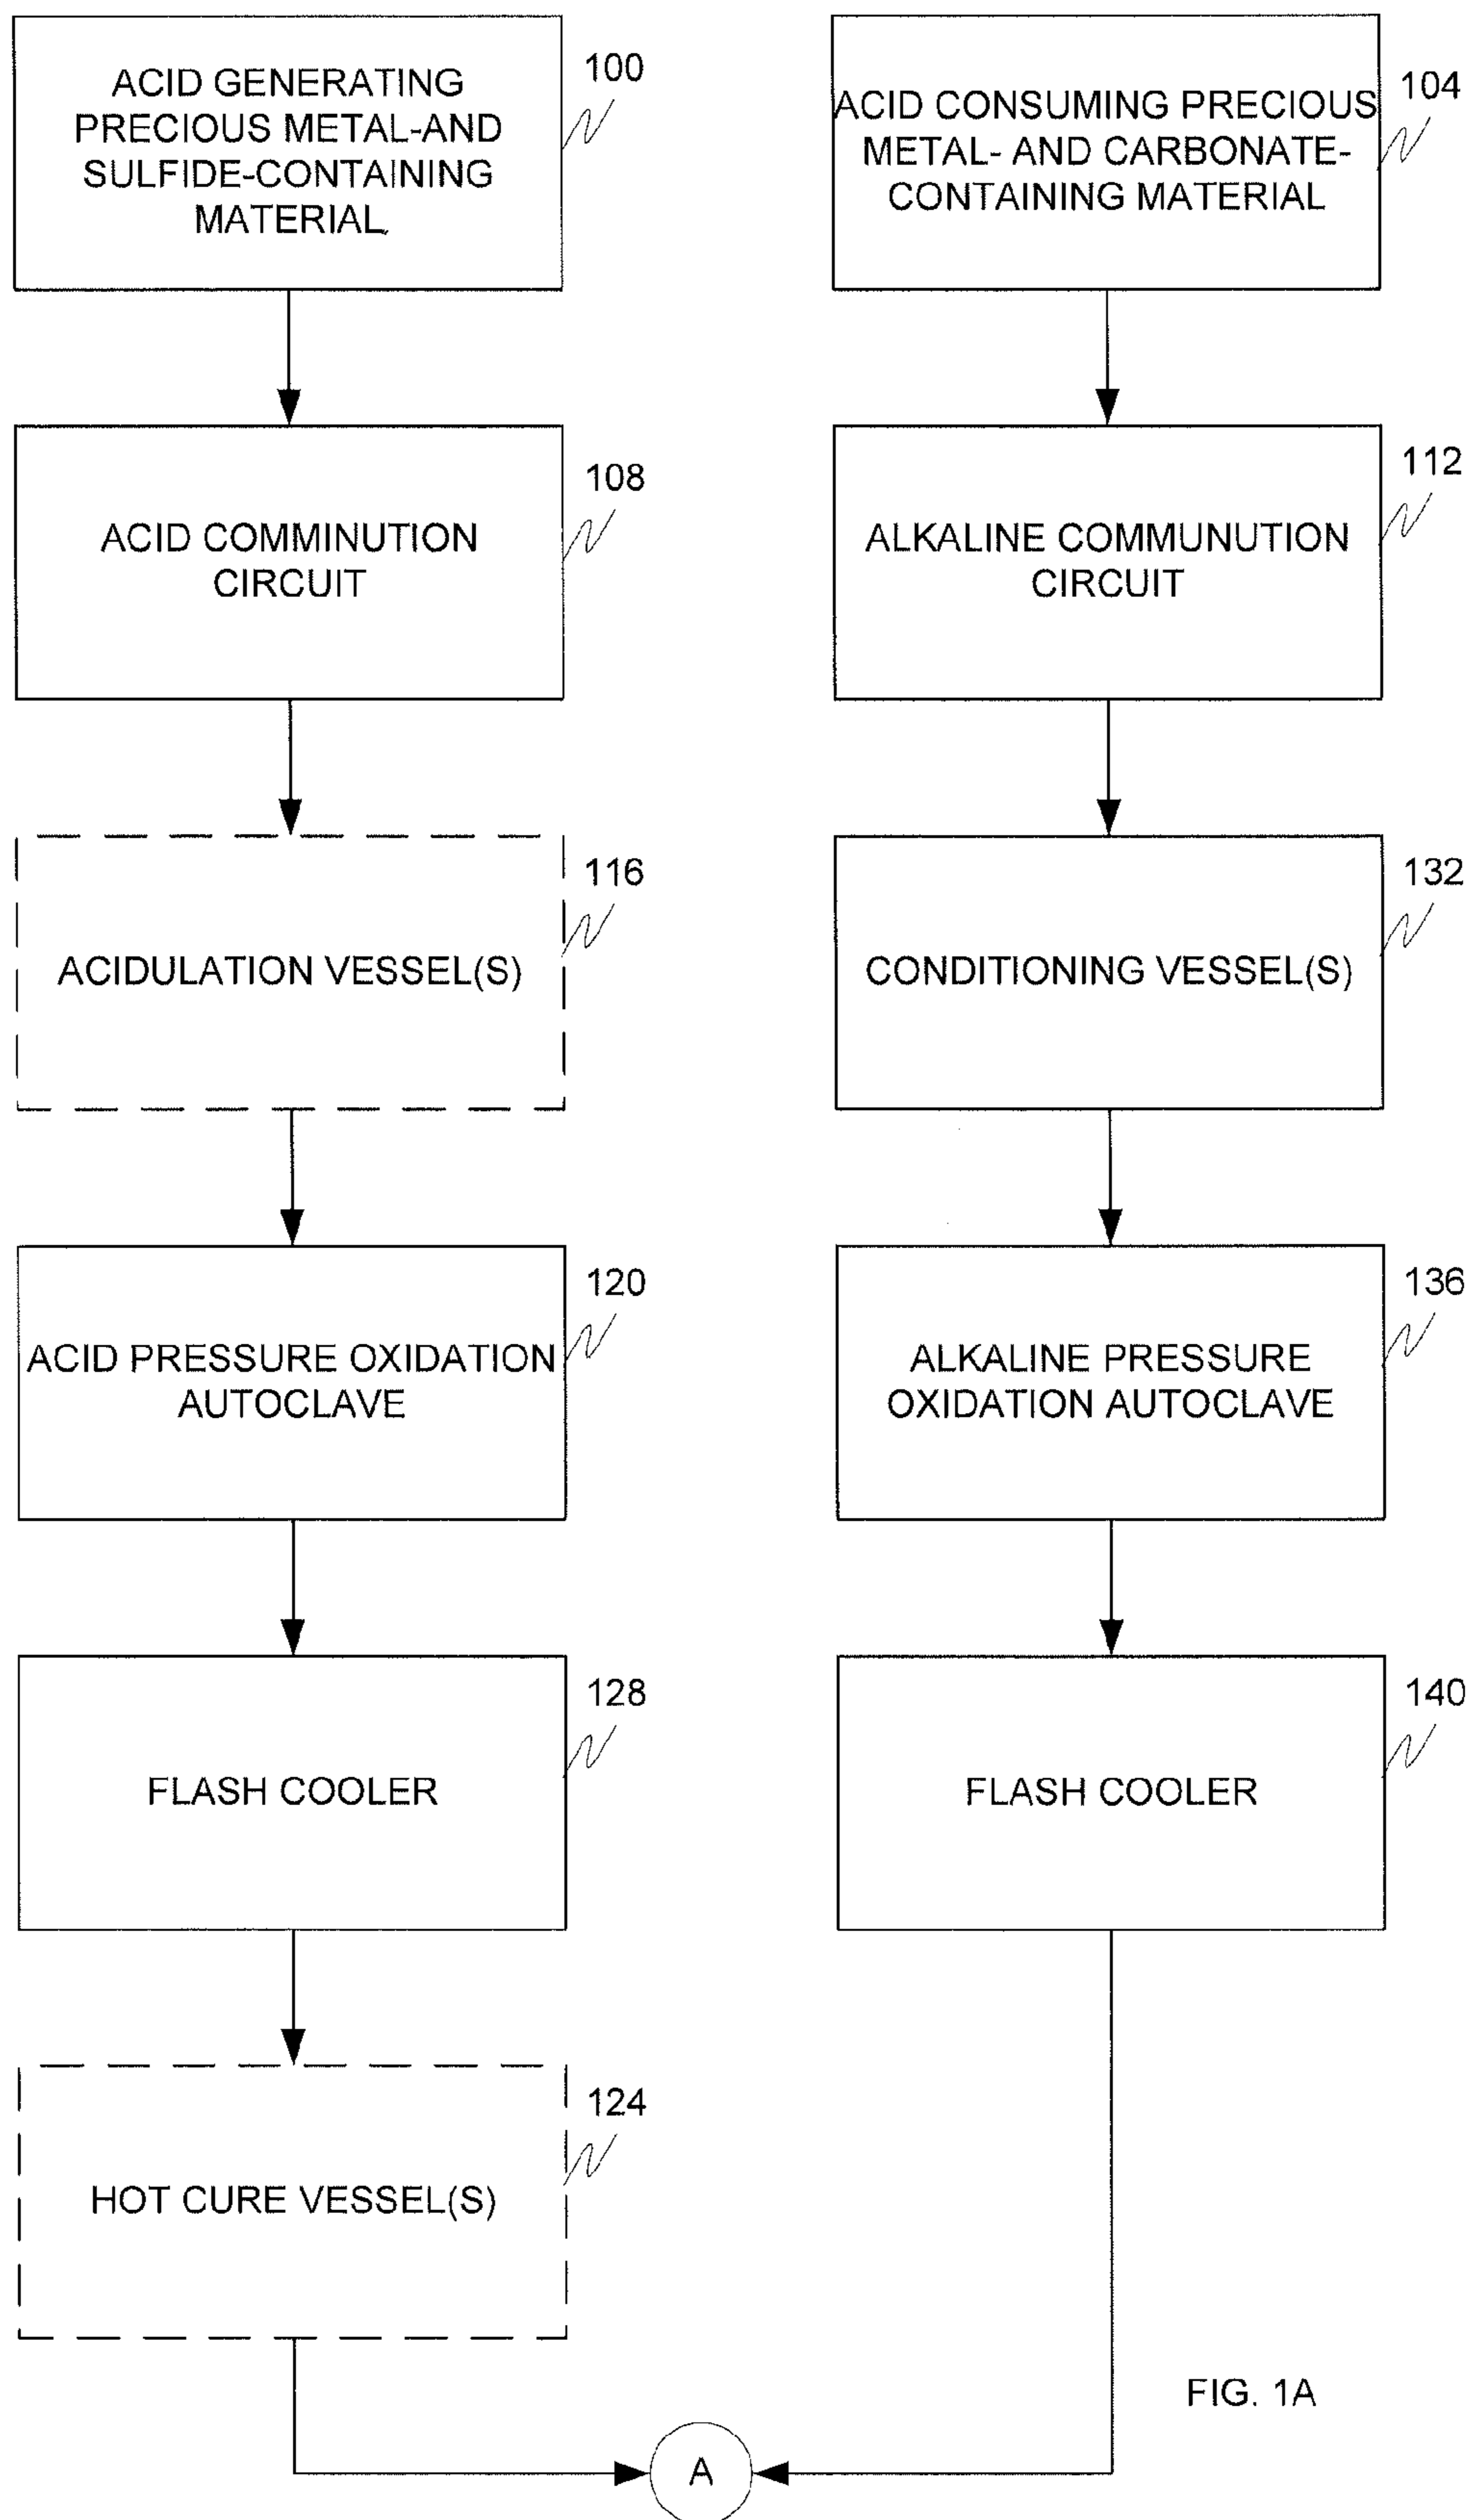 ACID GENERATING
PRECIOUS METAL-AND
SULFIDE-CONTAINING
MATERIAL
100
ACID CONSUMING PRECIOUS
METAL- AND CARBONATE-
CONTAINING MATERIAL
104
ACID COMMINUTION
CIRCUIT
108
ALKALINE COMMUNUTION
CIRCUIT
112
ACIDULATION VESSEL(S)
116
CONDITIONING VESSEL(S)
132
ACID PRESSURE OXIDATION
AUTOCLAVE
120
ALKALINE PRESSURE
OXIDATION AUTOCLAVE
136
FLASH COOLER
128
FLASH COOLER
140
HOT CURE VESSEL(S)
124
FIG. 1A
A